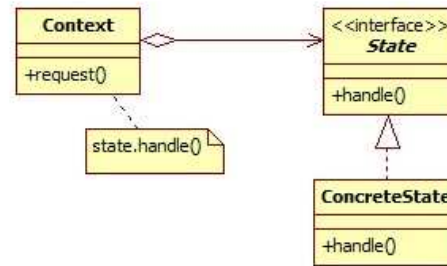 Context
+request()
state.handle()
<<interface>>
State
+handle()
ConcreteState
+handle()